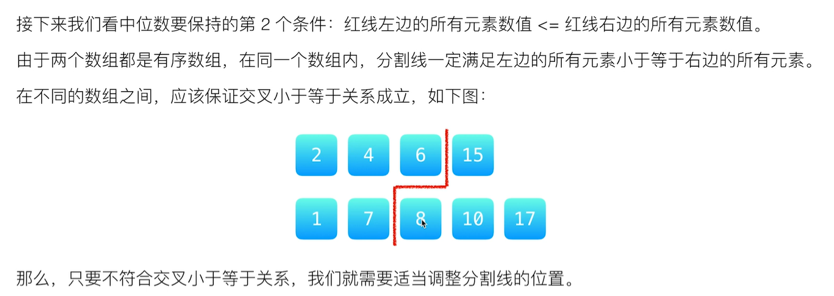 接下来我们看中位数要保持的第 2 个条件：红线左边的所有元素数值 <= 红线右边的所有元素数值。
由于两个数组都是有序数组，在同一个数组内，分割线一定满足左边的所有元素小于等于右边的所有元素。
在不同的数组之间，应该保证交叉小于等于关系成立，如下图：
2 4 6 15
1 7 8 10 17
那么，只要不符合交叉小于等于关系，我们就需要适当调整分割线的位置。